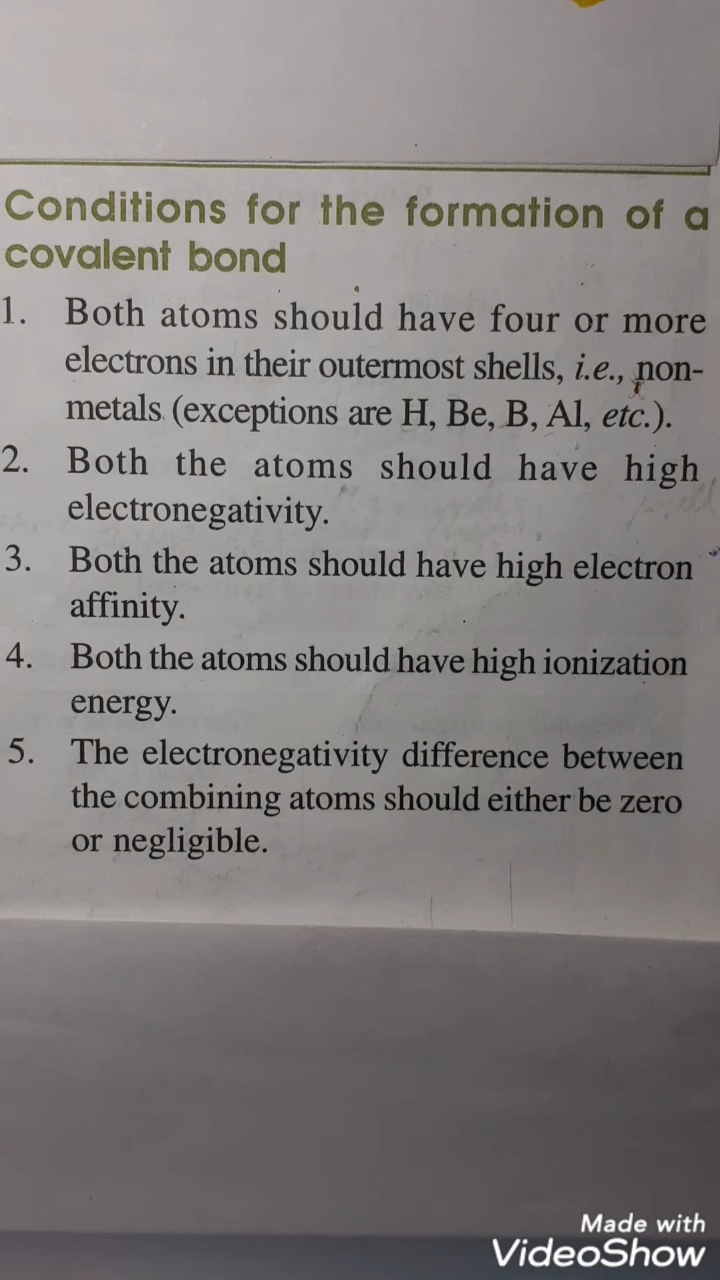 Conditions for the formation of a
covalent bond
1. Both atoms should have four or more
electrons in their outermost shells, i.e., non-
metals (exceptions are H, Be, B, Al, etc.).
2. Both the atoms should have high
electronegativity.
3. Both the atoms should have high electron
affinity.
4. Both the atoms should have high ionization
energy.
5. The electronegativity difference between
the combining atoms should either be zero
or negligible.
Made with
VideoShow